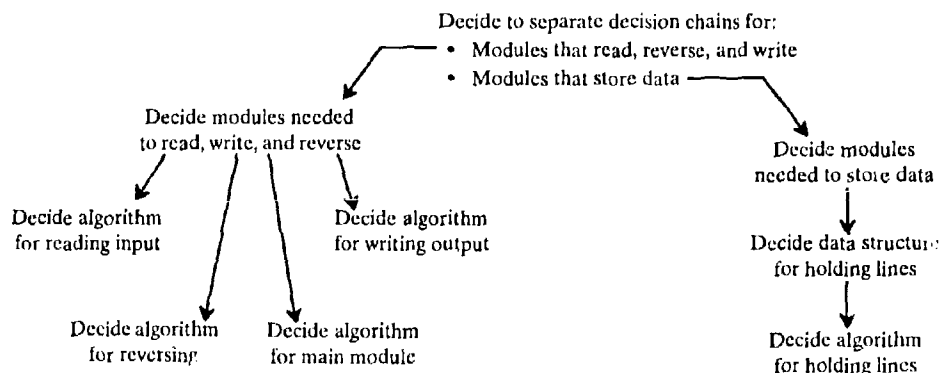 Decide to separate decision chains for:
• Modules that read, reverse, and write
• Modules that store data
Decide modules needed
to read, write, and reverse
Decide modules
needed to store data
Decide algorithm
for reading input
Decide algorithm
for writing output
Decide data structure
for holding lines
Decide algorithm
for reversing
Decide algorithm
for main module
Decide algorithm
for holding lines